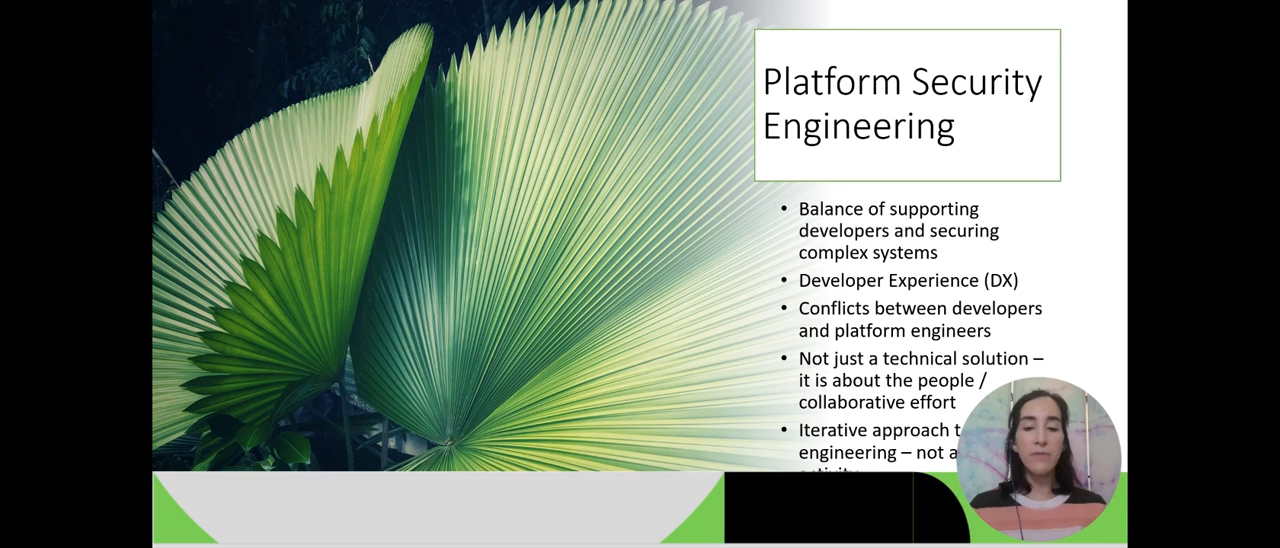 Platform Security
Engineering
• Balance of supporting
developers and securing
complex systems
• Developer Experience (DX)
• Conflicts between developers
and platform engineers
• Not just a technical solution –
it is about the people /
collaborative effort
• Iterative approach t
engineering – not a